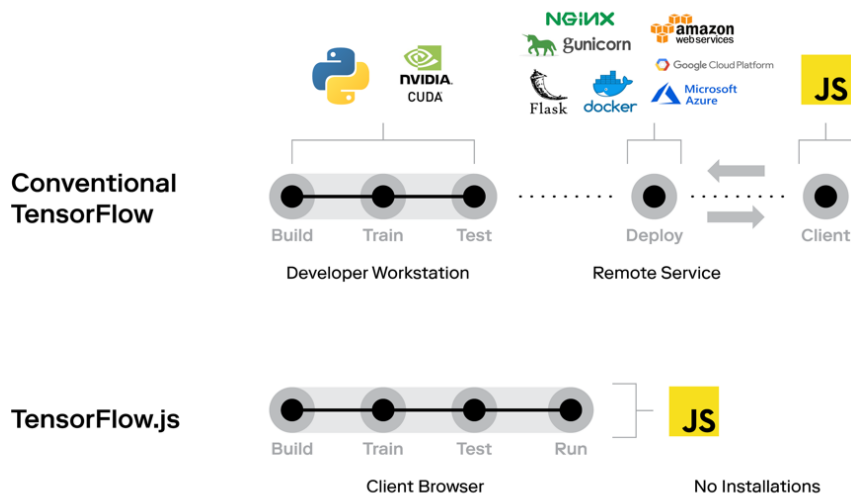 NGINX
gunicorn
amazon
web services
Google Cloud Platform
nVIDIA.
CUDA
Flask
docker
Microsoft
Azure
JS
Conventional
TensorFlow
Build
Train
Test
Deploy
Client
Developer Workstation
Remote Service
TensorFlow.js
JS
Build
Train
Test
Run
Client Browser
No Installations